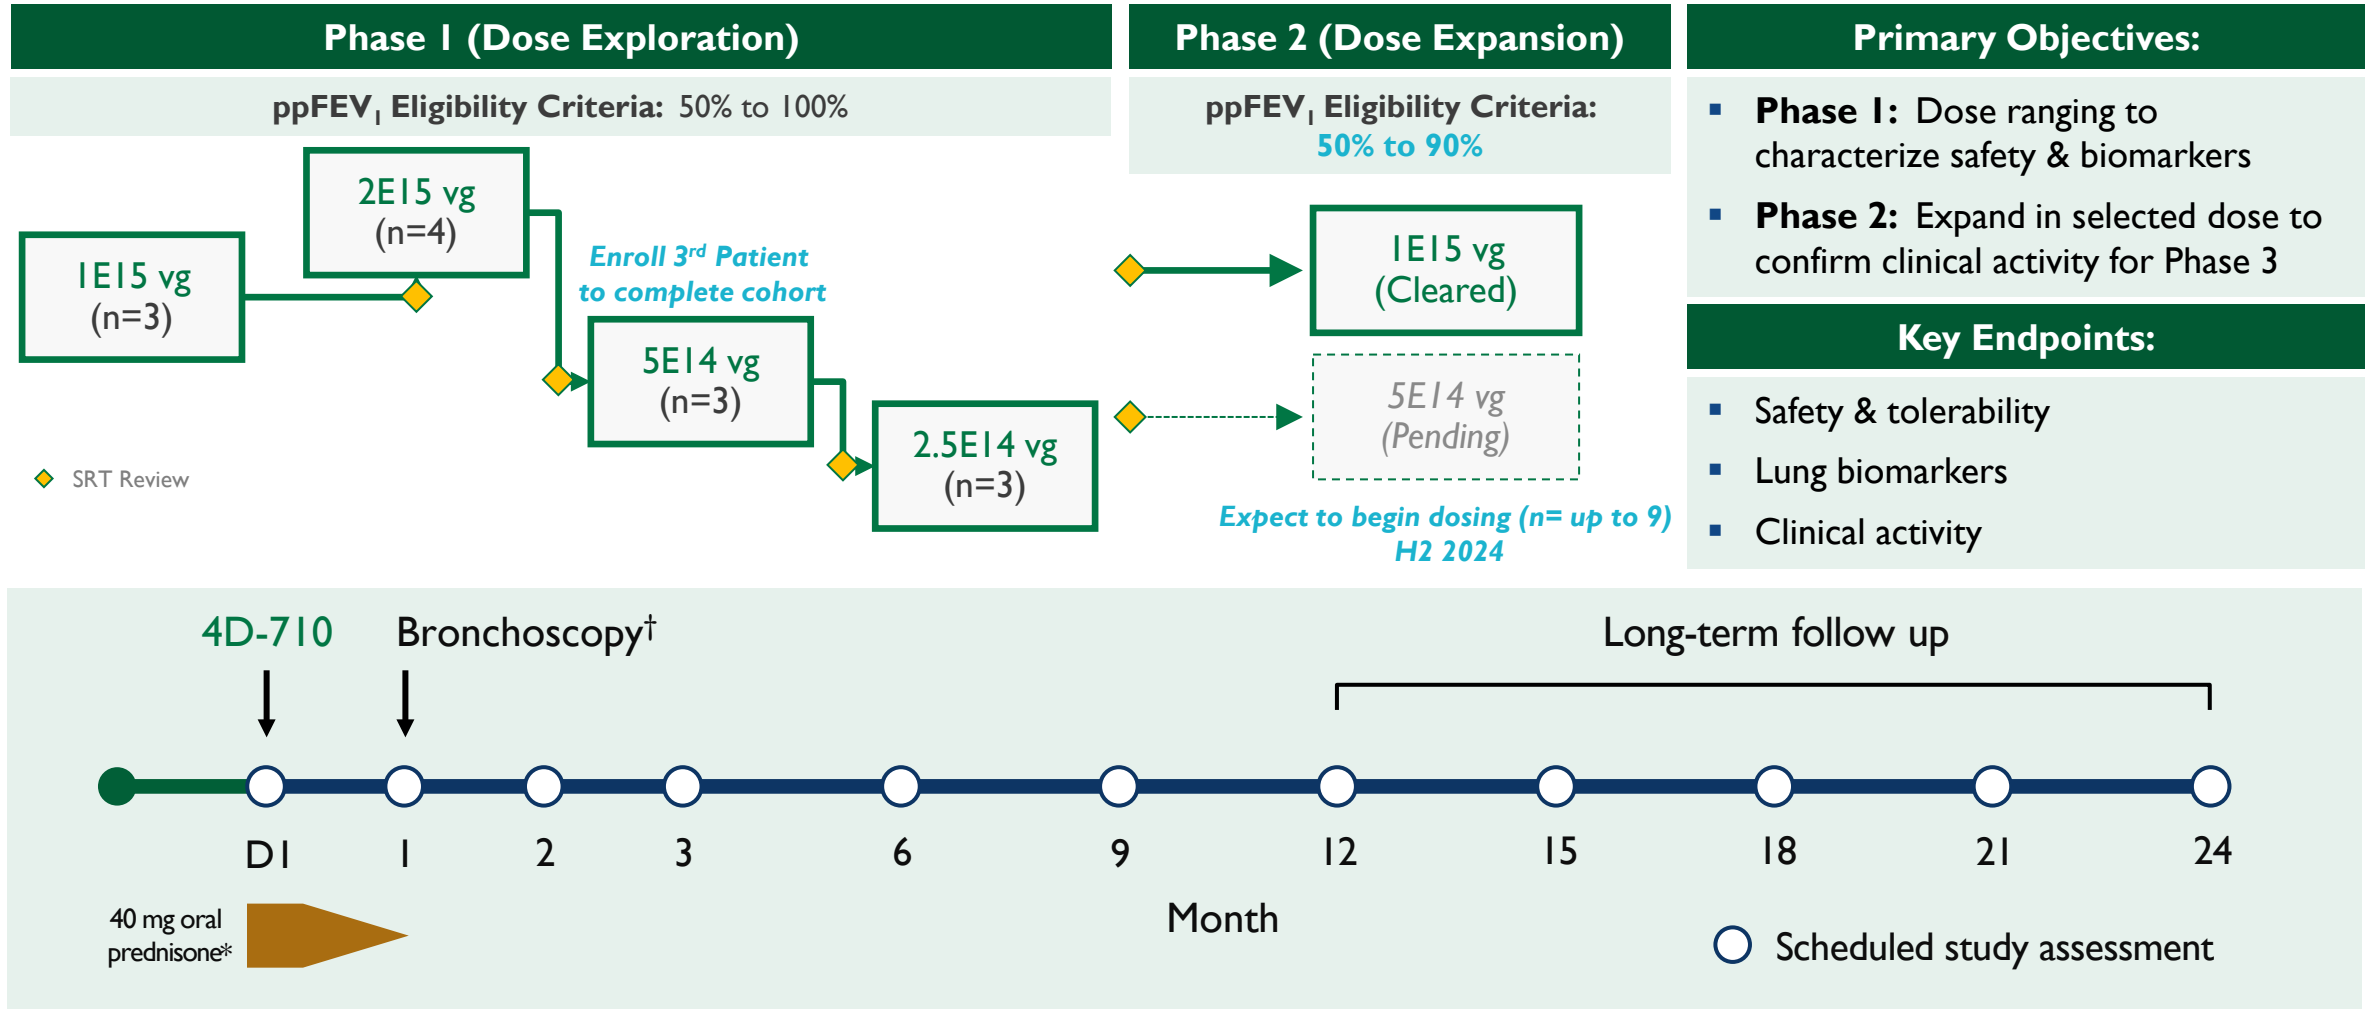 Phase 1 (Dose Exploration)
ppFEV1 Eligibility Criteria: 50% to 100%
1E15 vg
(n=3)
2E15 vg
(n=4)
Enroll 3rd Patient
to complete cohort
5E14 vg
(n=3)
2.5E14 vg
(n=3)
SRT Review
Phase 2 (Dose Expansion)
ppFEV1 Eligibility Criteria:
50% to 90%
1E15 vg
(Cleared)
5E14 vg
(Pending)
Expect to begin dosing (n= up to 9)
H2 2024
Primary Objectives:
▪ Phase 1: Dose ranging to
characterize safety & biomarkers
▪ Phase 2: Expand in selected dose to
confirm clinical activity for Phase 3
Key Endpoints:
▪ Safety & tolerability
▪ Lung biomarkers
▪ Clinical activity
4D-710
Bronchoscopy†
Long-term follow up
D1 1 2 3 6 9 12 15 18 21 24
Month
40 mg oral
prednisone*
Scheduled study assessment